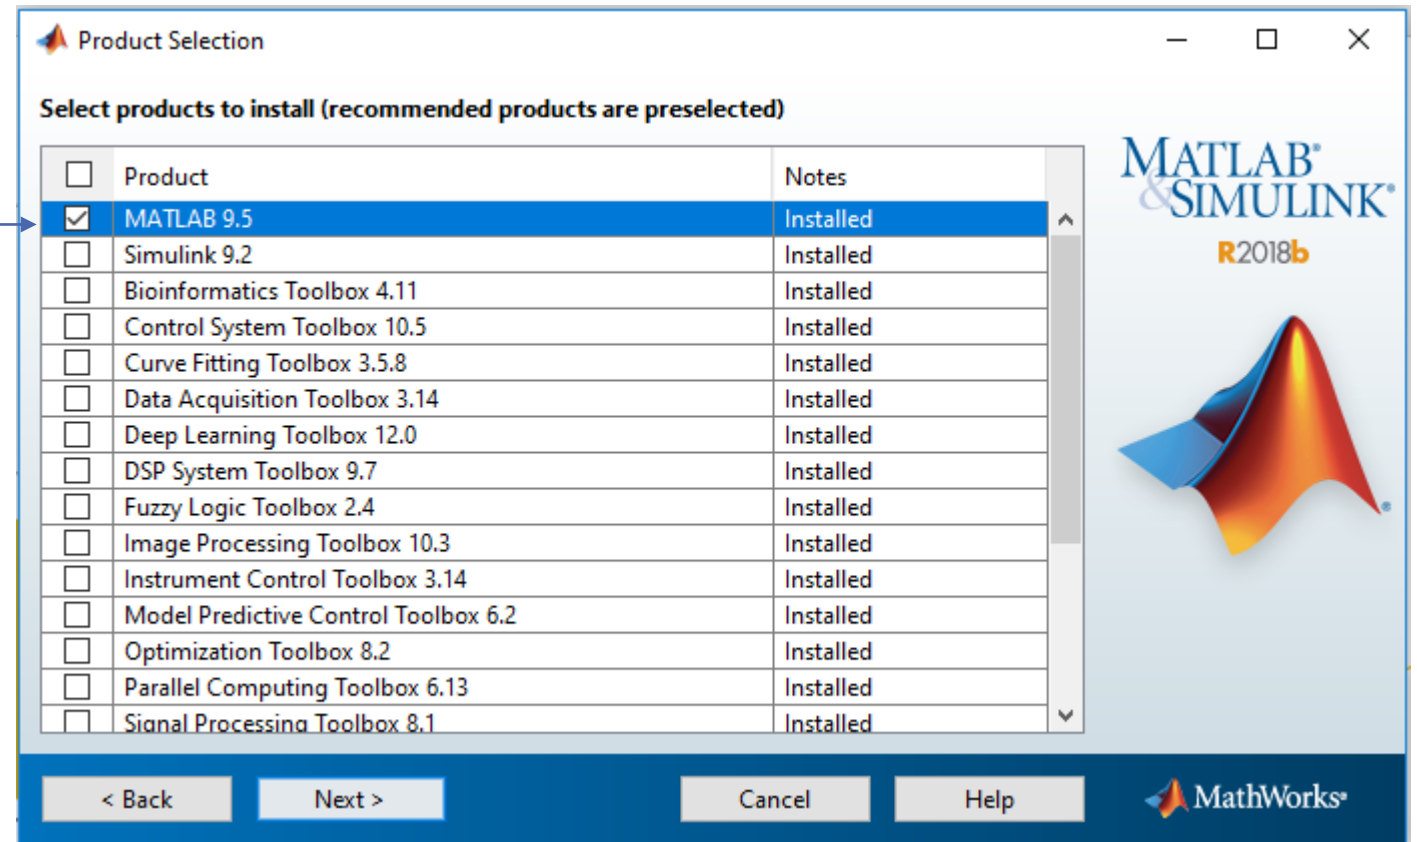 Product Selection
Select products to install (recommended products are preselected)
Product Notes
MATLAB 9.5 Installed
Simulink 9.2 Installed
Bioinformatics Toolbox 4.11 Installed
Control System Toolbox 10.5 Installed
Curve Fitting Toolbox 3.5.8 Installed
Data Acquisition Toolbox 3.14 Installed
Deep Learning Toolbox 12.0 Installed
DSP System Toolbox 9.7 Installed
Fuzzy Logic Toolbox 2.4 Installed
Image Processing Toolbox 10.3 Installed
Instrument Control Toolbox 3.14 Installed
Model Predictive Control Toolbox 6.2 Installed
Optimization Toolbox 8.2 Installed
Parallel Computing Toolbox 6.13 Installed
Signal Processing Toolbox 8.1 Installed
MATLAB®
&SIMULINK®
R2018b
®
< Back Next > Cancel Help
MathWorks®